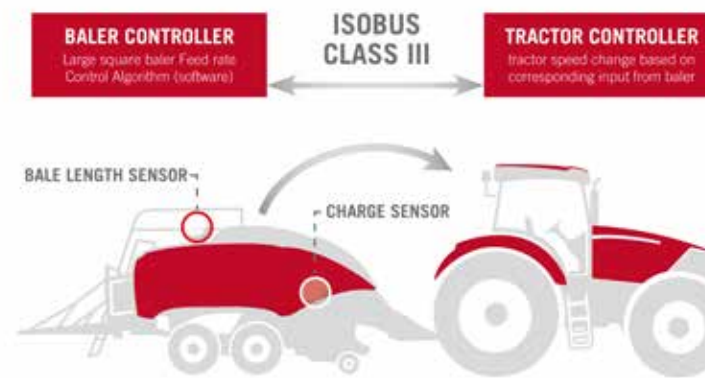 BALER CONTROLLER
Large square baler Feed rate
Control Algorithm (software)
ISOBUS
CLASS III
TRACTOR CONTROLLER
tractor speed change based on
corresponding input from baler
BALE LENGTH SENSOR
CHARGE SENSOR